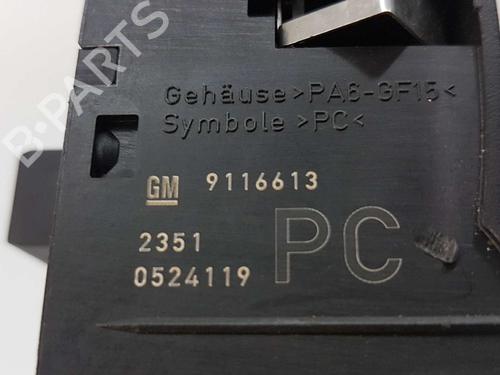 B-PARTS
Gehäuse >PA6-GF15<
Symbole >PC<
GM 9116613
2351
0524119
PC